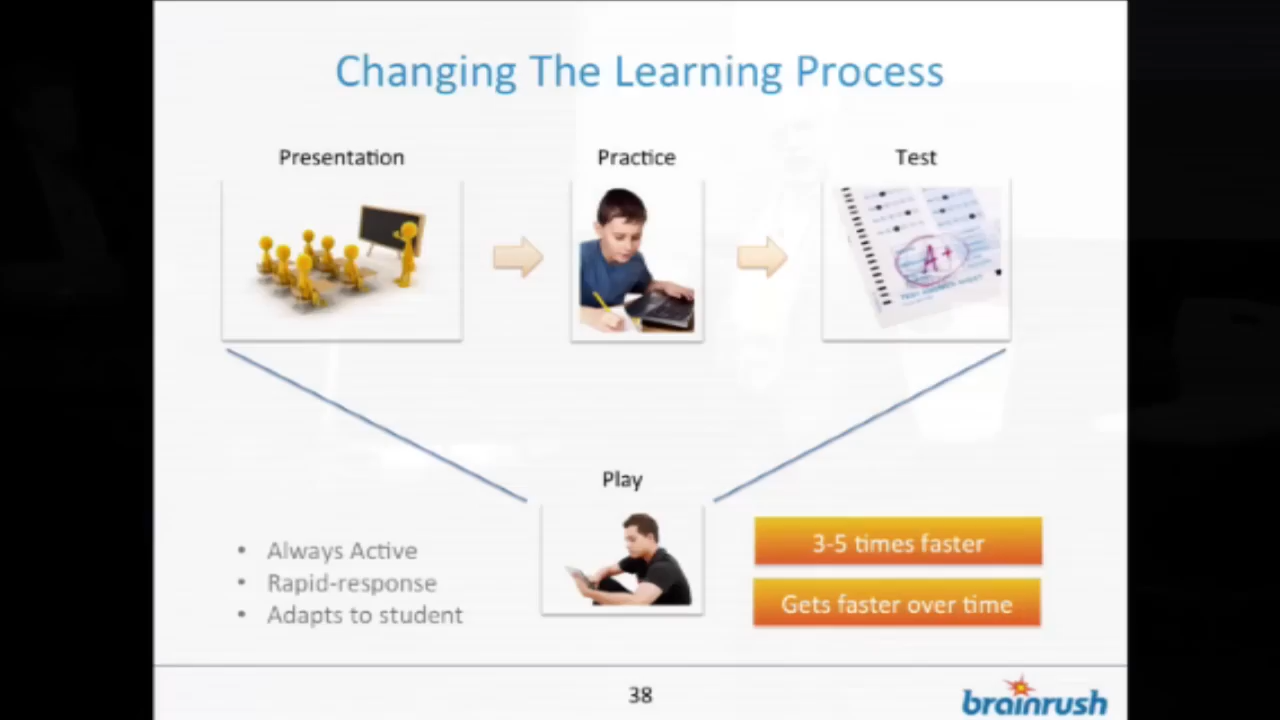 Changing The Learning Process
Presentation
Practice
Test
A+
Play
• Always Active
• Rapid-response
• Adapts to student
3-5 times faster
Gets faster over time
38
brainrush